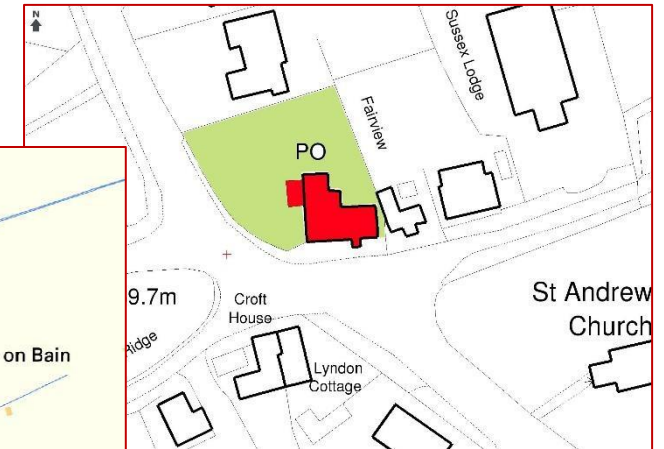 N
Sussex Lodge
Fairview
PO
9.7m
Croft
House
Ridge
Lyndon
Cottage
St Andrew
Church
on Bain